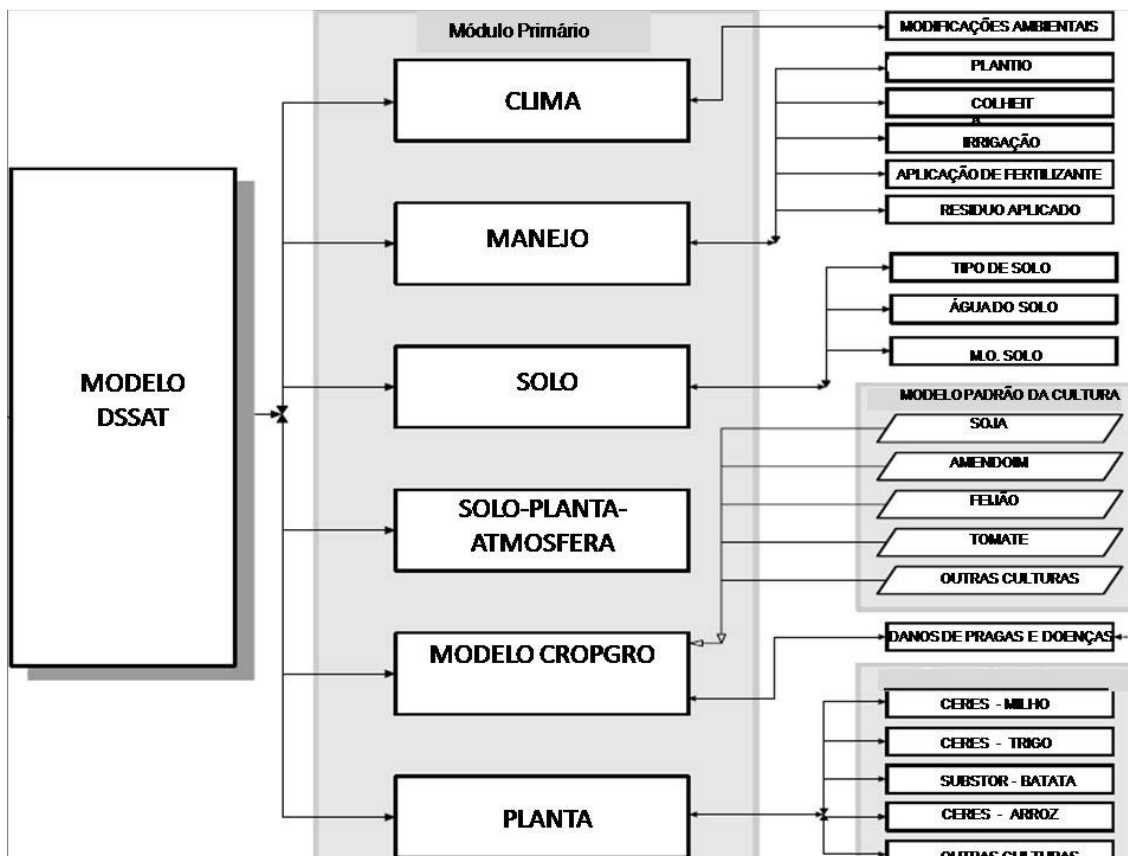 Módulo Primário
MODELO
DSSAT
CLIMA
MANEJO
SOLO
SOLO-PLANTA-
ATMOSFERA
MODELO CROPGRO
PLANTA
MODIFICAÇÕES AMBIENTAIS
PLANTIO
COLHEIT
A
IRRIGAÇÃO
APLICAÇÃO DE FERTILIZANTE
RESIDUO APLICADO
TIPO DE SOLO
ÁGUA DO SOLO
M.O. SOLO
MODELO PADRÃO DA CULTURA
SOJA
AMENDOIM
FEIJÃO
TOMATE
OUTRAS CULTURAS
DANOS DE PRAGAS E DOENÇAS
CERES - MILHO
CERES - TRIGO
SUBSTOR - BATATA
CERES - ARROZ
OUTRAS CULTURAS